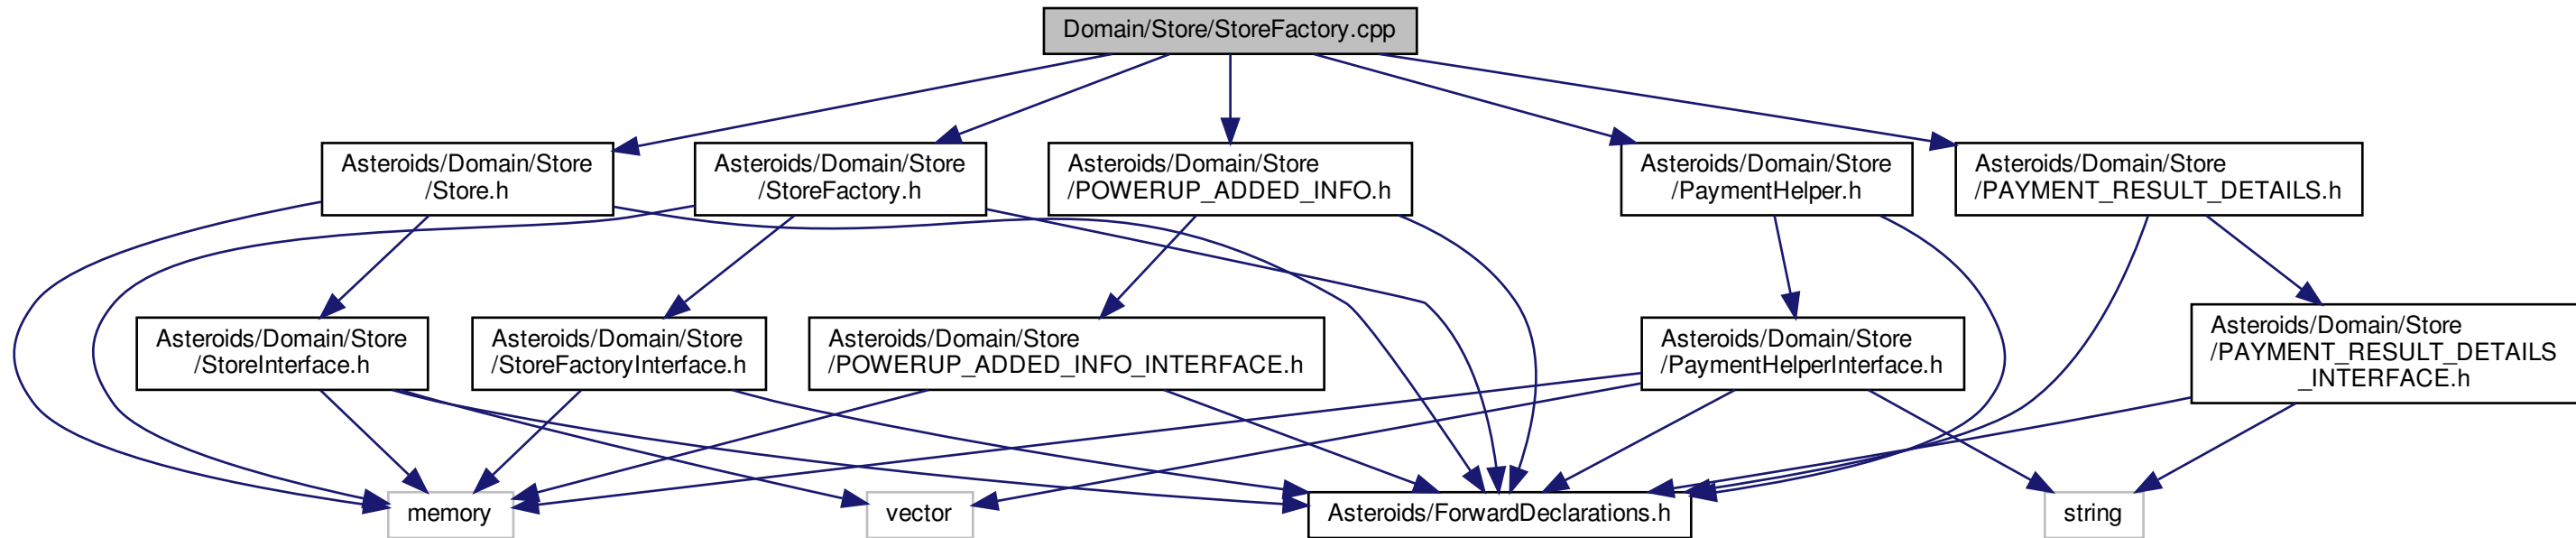 Domain/Store/StoreFactory.cpp
Asteroids/Domain/Store
/Store.h
Asteroids/Domain/Store
/StoreFactory.h
Asteroids/Domain/Store
/POWERUP_ADDED_INFO.h
Asteroids/Domain/Store
/PaymentHelper.h
Asteroids/Domain/Store
/PAYMENT_RESULT_DETAILS.h
Asteroids/Domain/Store
/StoreInterface.h
Asteroids/Domain/Store
/StoreFactoryInterface.h
Asteroids/Domain/Store
/POWERUP_ADDED_INFO_INTERFACE.h
Asteroids/Domain/Store
/PaymentHelperInterface.h
Asteroids/Domain/Store
/PAYMENT_RESULT_DETAILS
_INTERFACE.h
memory
vector
Asteroids/ForwardDeclarations.h
string